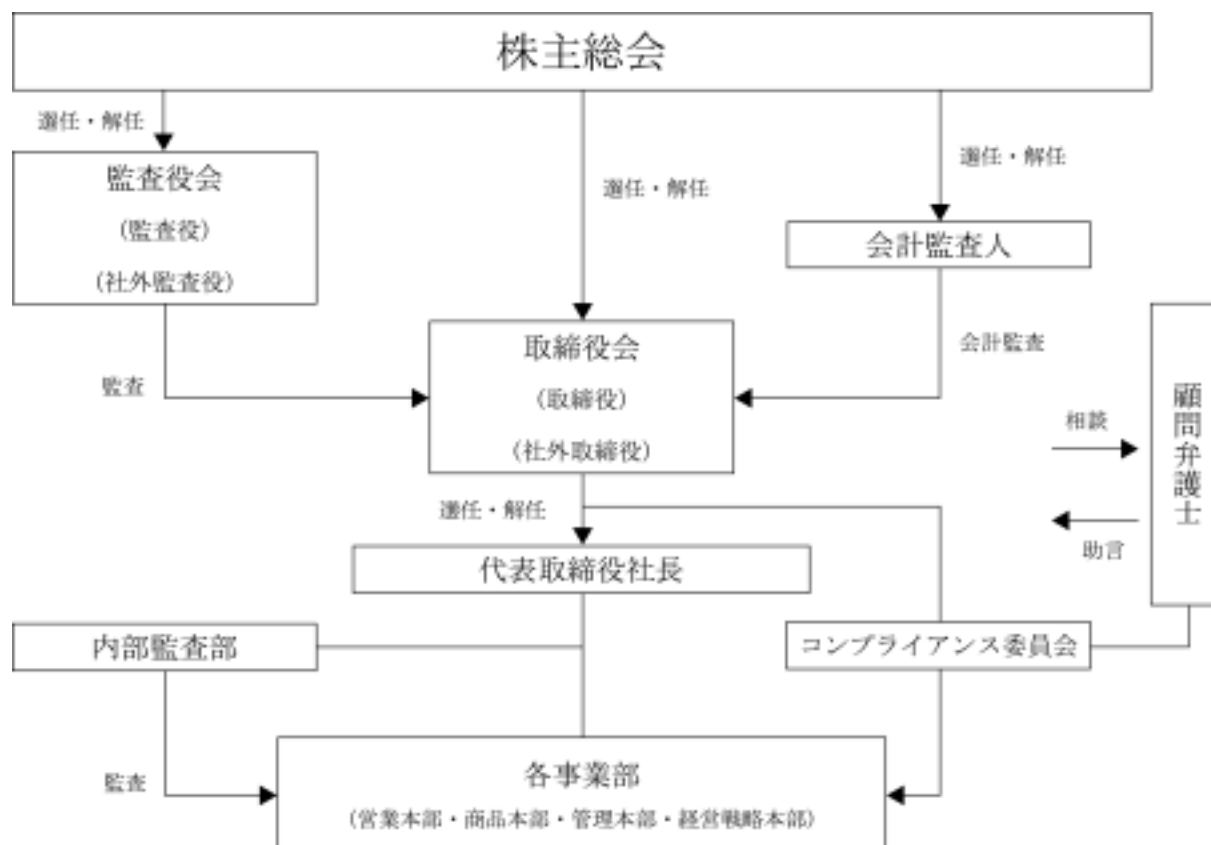 株主総会
選任・解任
選任・解任
選任・解任
監査役会
(監査役)
(社外監査役)
会計監査人
監査
取締役会
(取締役)
(社外取締役)
会計監査
相談
助言
顧問弁護士
選任・解任
代表取締役社長
内部監査部
コンプライアンス委員会
監査
各事業部
(営業本部・商品本部・管理本部・経営戦略本部)